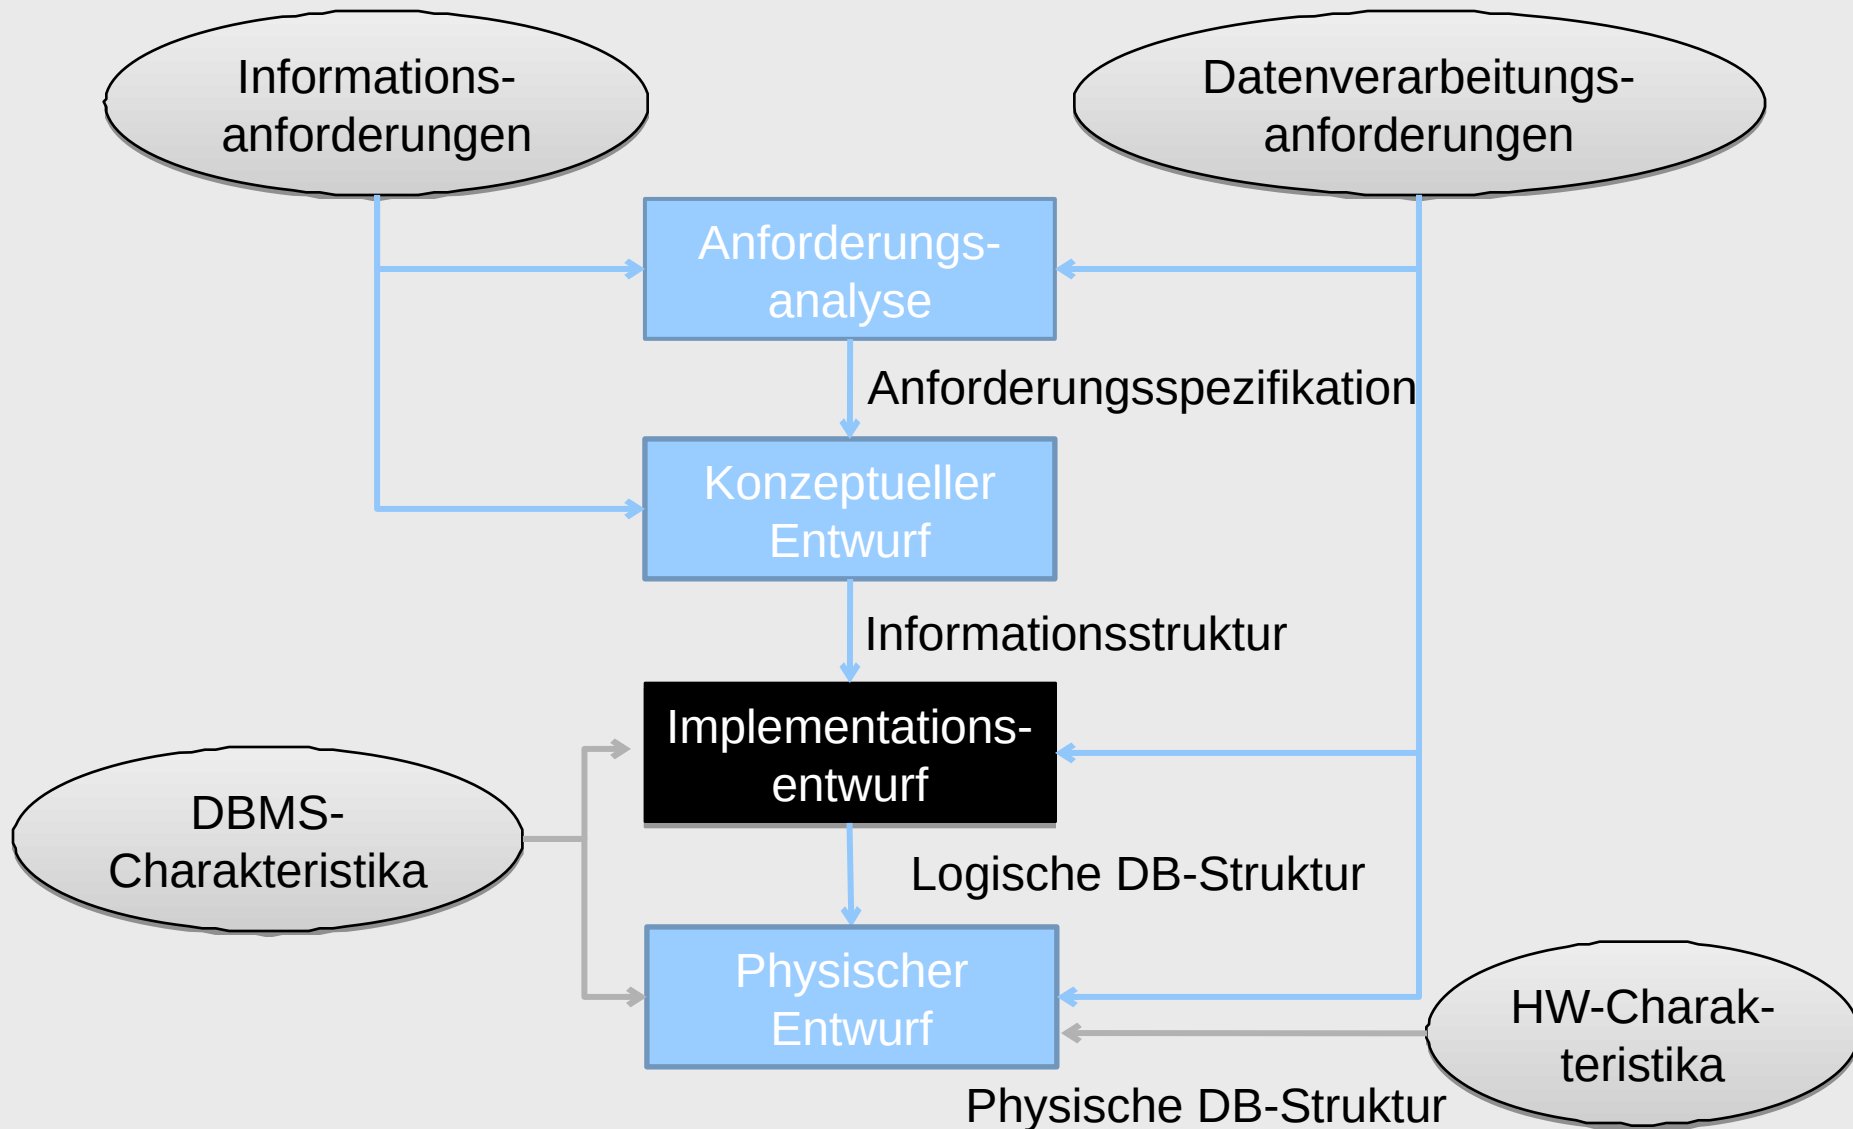 Informations-
anforderungen
Datenverarbeitungs-
anforderungen
Anforderungs-
analyse
Anforderungsspezifikation
Konzeptueller
Entwurf
Informationsstruktur
Implementations-
entwurf
DBMS-
Charakteristika
Logische DB-Struktur
Physischer
Entwurf
HW-Charak-
teristika
Physische DB-Struktur